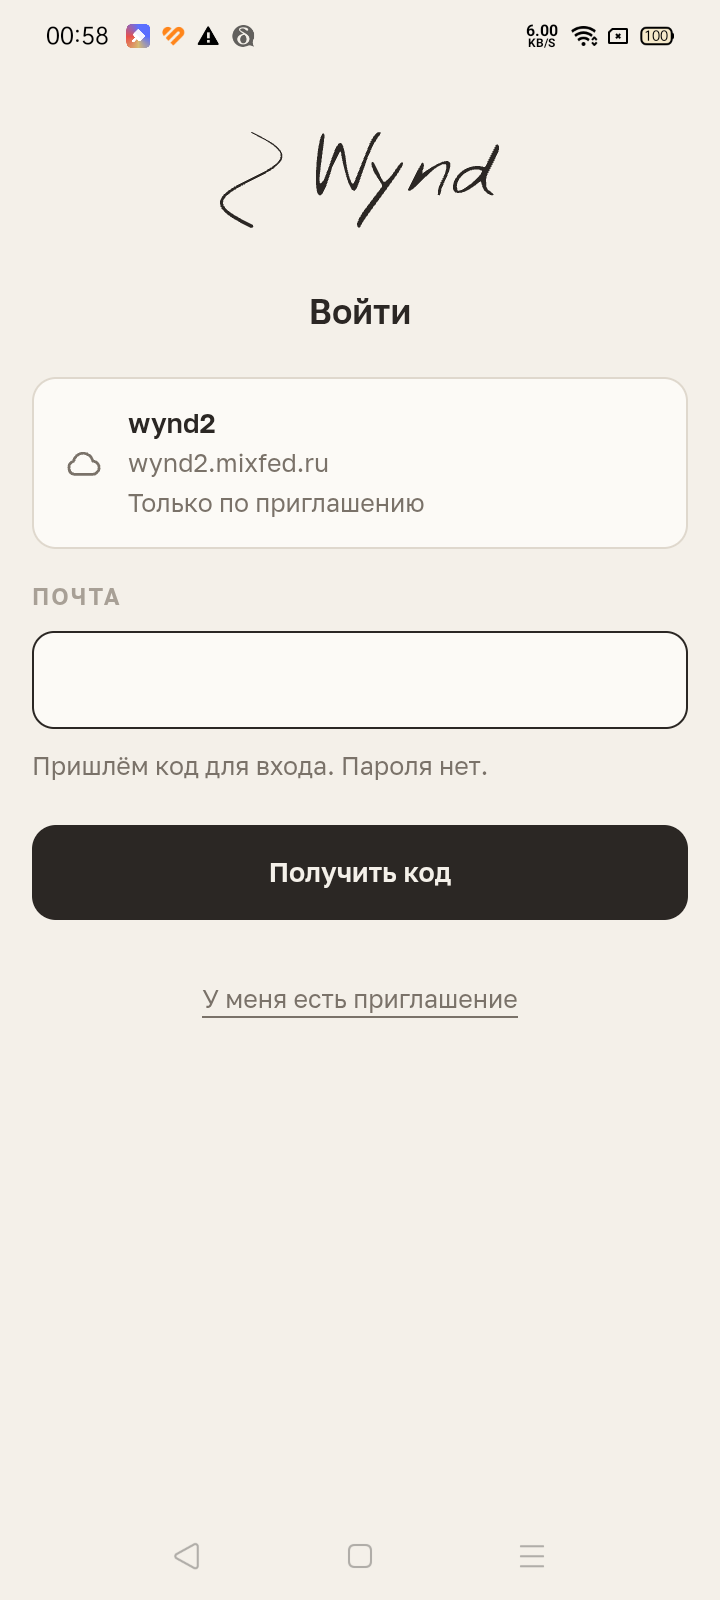 00:58
6.00
KB/S
100
Wynd
Войти
wynd2
wynd2.mixfed.ru
Только по приглашению
ПОЧТА
Пришлём код для входа. Пароля нет.
Получить код
У меня есть приглашение